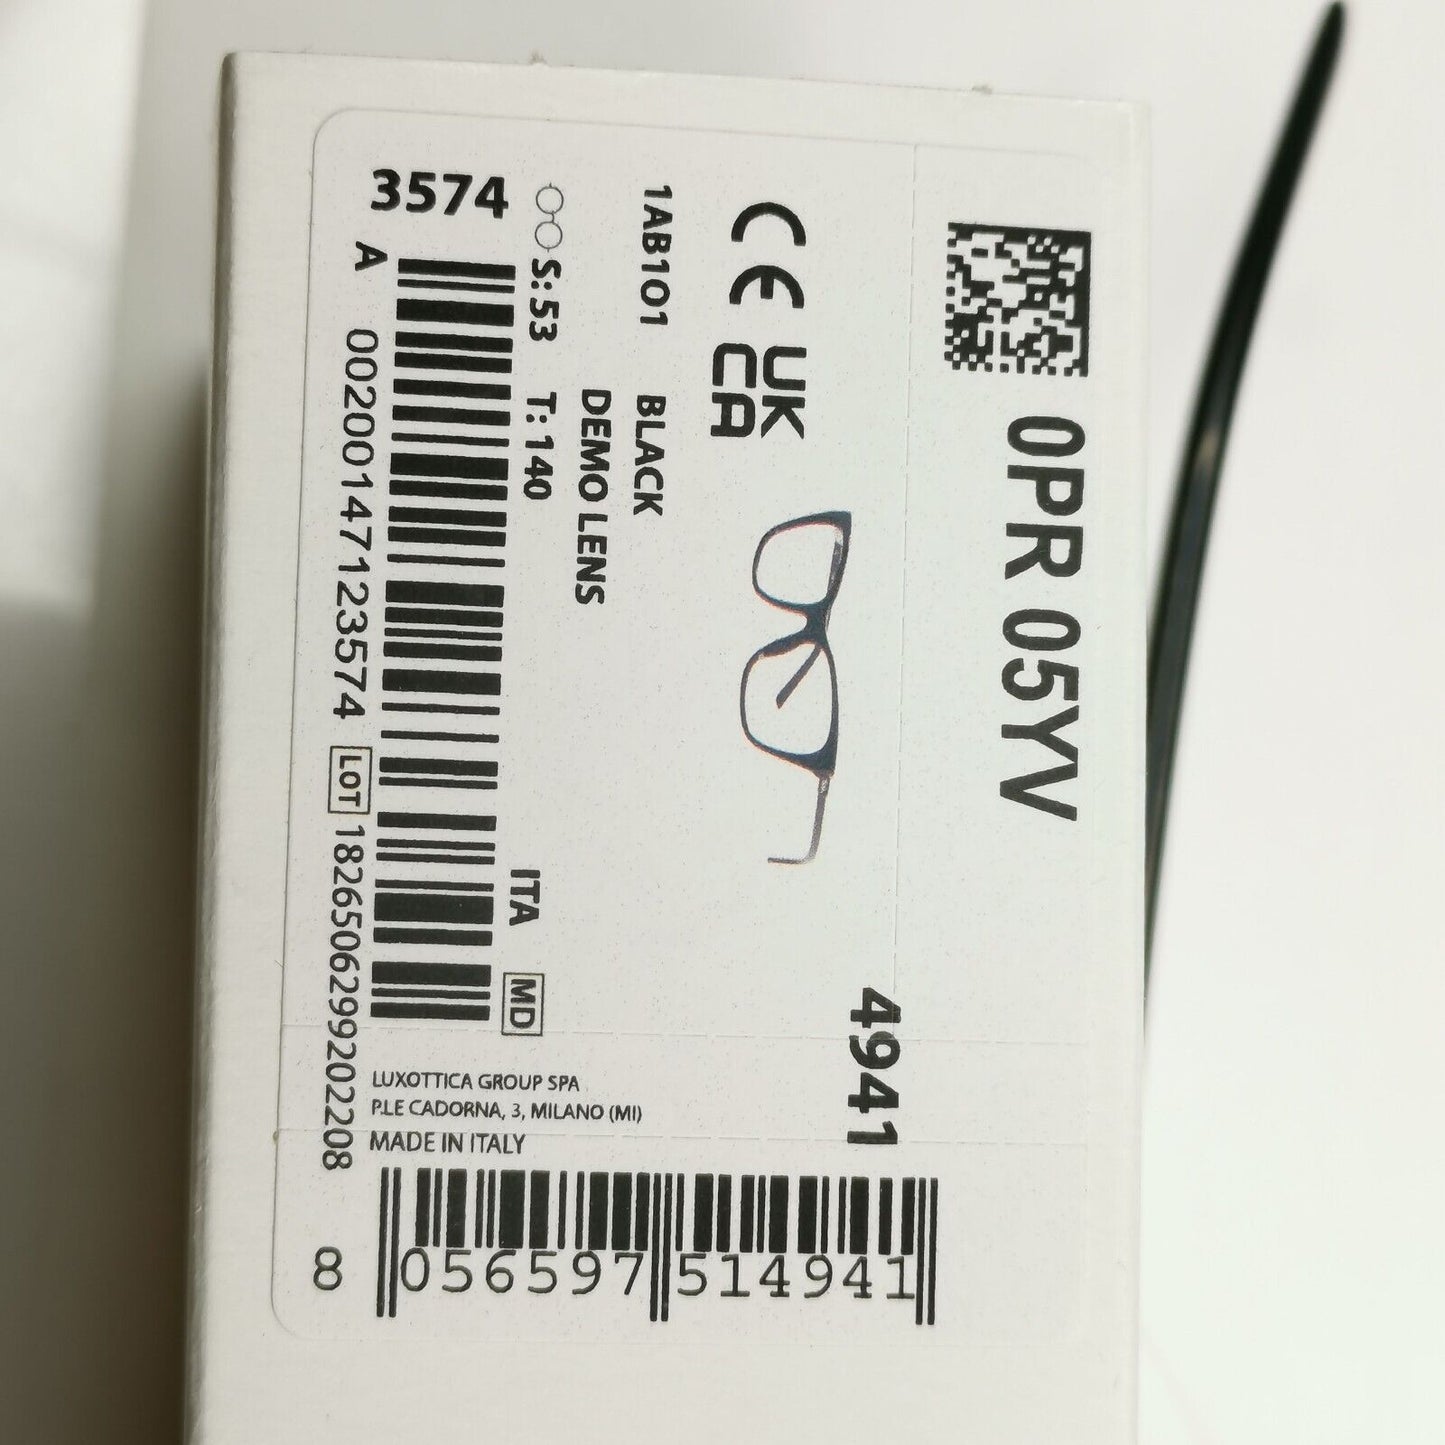 0PR 05YV
4941
CE UK
CA
1AB1O1 BLACK
DEMO LENS
S:53 T:140 ITA MD
3574
A 00200147123574 LOT 1826506299202208
LUXOTTICA GROUP SPA
P.LE CADORNA, 3, MILANO (MI)
MADE IN ITALY
8 056597 514941